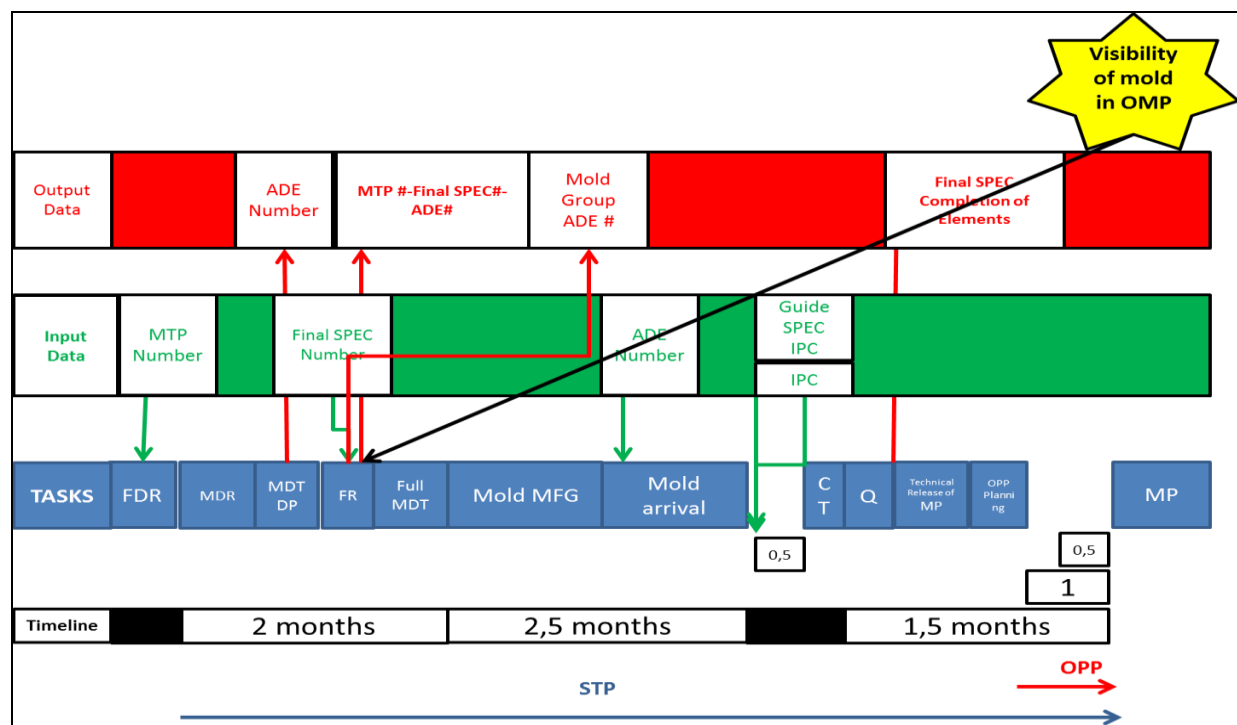 Visibility
of mold
in OMP
Output
Data
ADE
Number
MTP #-Final SPEC#-
ADE#
Mold
Group
ADE #
Final SPEC
Completion of
Elements
Input
Data
MTP
Number
Final SPEC
Number
ADE
Number
Guide
SPEC
IPC
IPC
TASKS
FDR
MDR
MDT
DP
FR
Full
MDT
Mold MFG
Mold
arrival
C
T
Q
Technical
Release of
MP
OPP
Planni
ng
MP
0,5
0,5
1
Timeline
2 months
2,5 months
1,5 months
OPP
STP